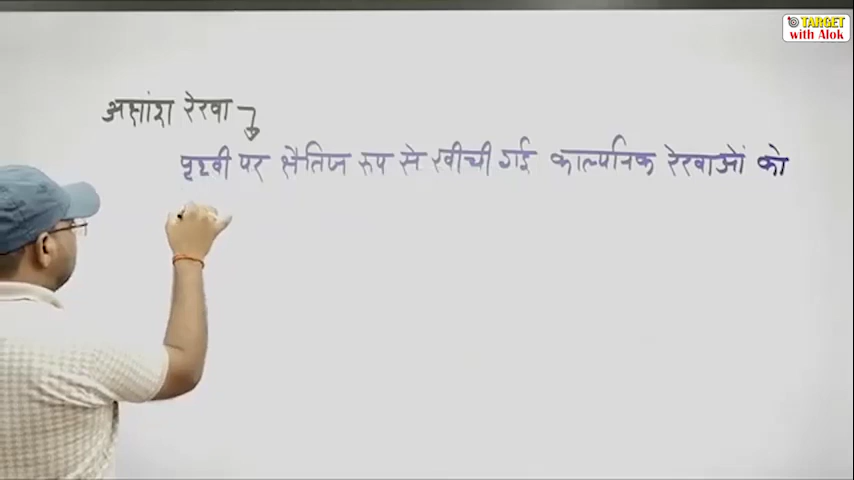 TARGET
with Alok
अक्षांश रेखा
पृथ्वी पर क्षैतिज रूप से खींची गई काल्पनिक रेखाओं को